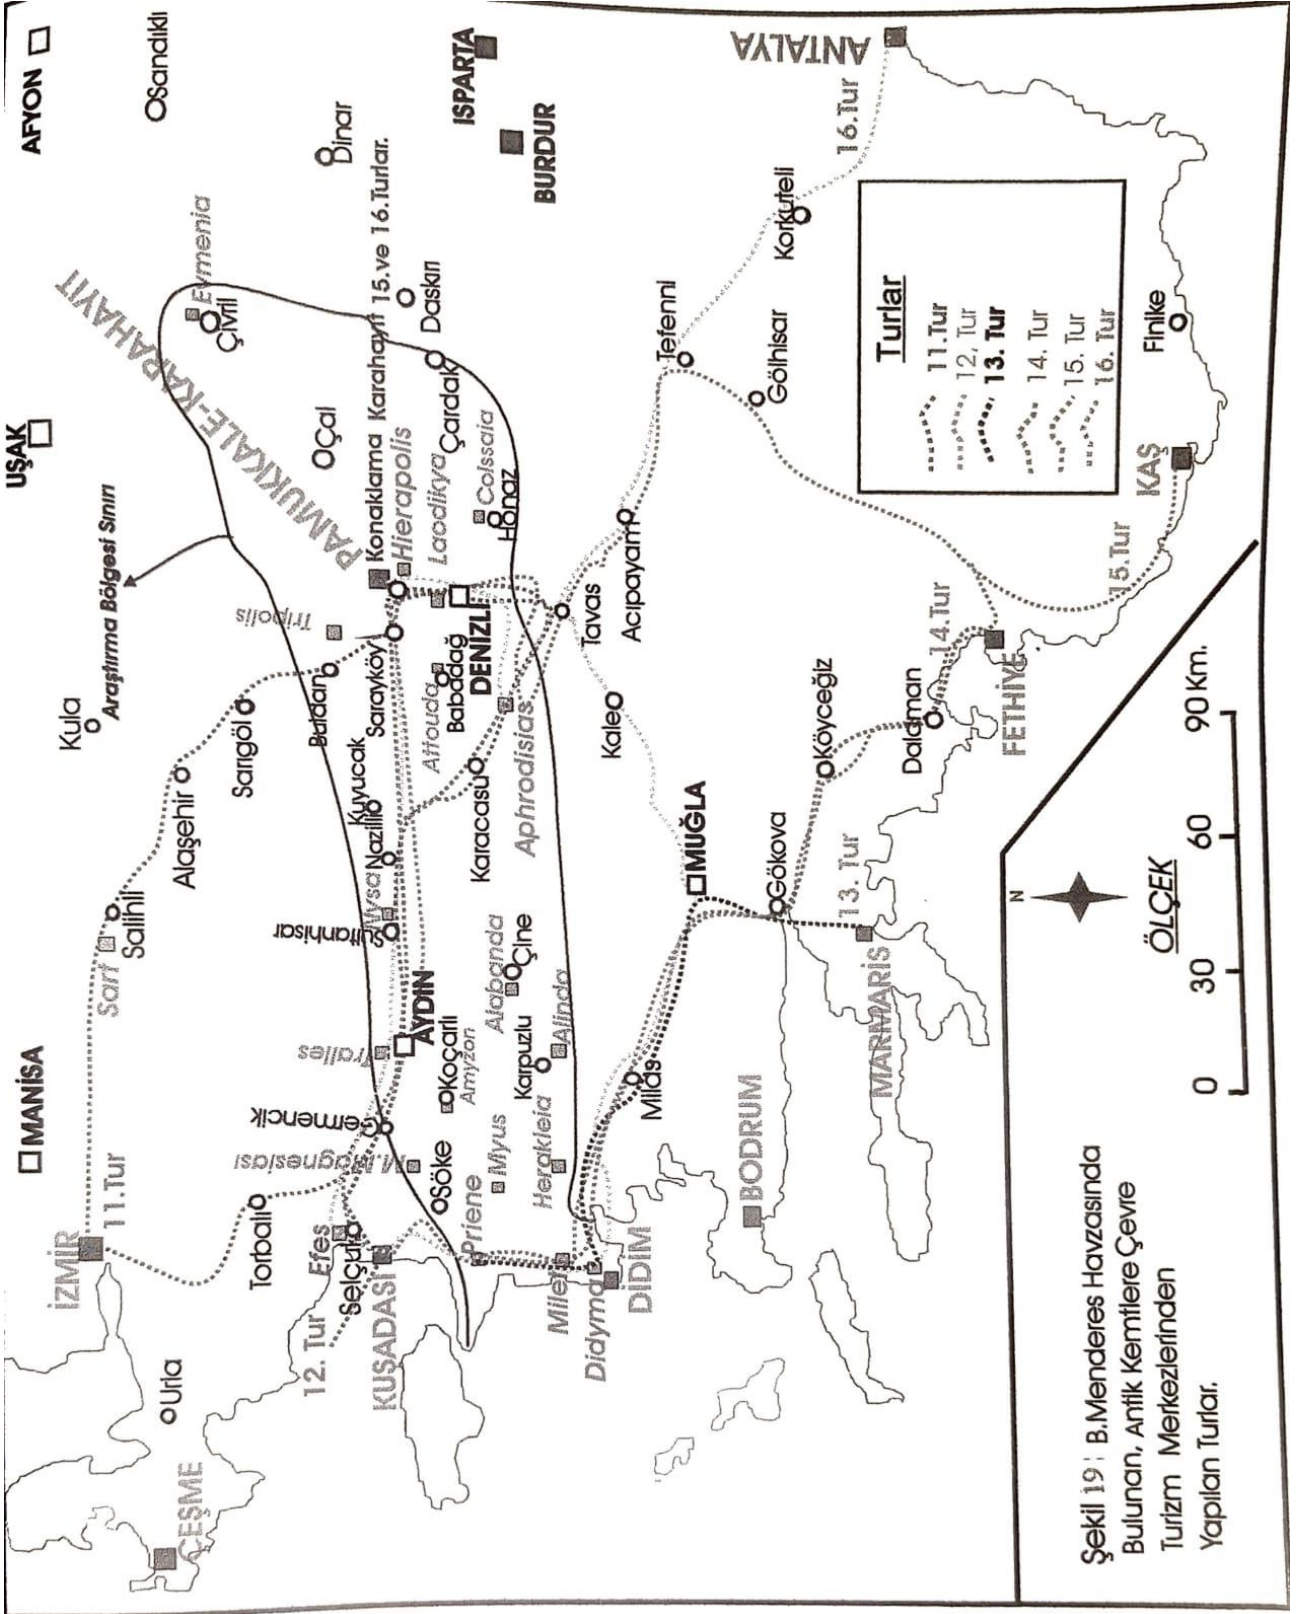 AFYON
Sandıklı
UŞAK
Kula
MANİSA
İZMİR
11.Tur
Urla
ÇEŞME
Araştırma Bölgesi Sınırı
PAMUKKALE-KARAHAYIT
Evmenia
Çivril
Dinar
ISPARTA
BURDUR
Çal
Konaklama Karahayıt 15.ve 16.Turlar.
Hierapolis
Daskırı
Çardak
Laodikya
Colssaia
Honaz
DENİZLİ
Tripolis
Buldan
Sarıgöl
Alaşehir
Salihli
Sart
Sarayköy
Attouda
Babadağ
Kuyucak
Nazilli
Nysa
Sultanhisar
Karacasu
Aphrodisias
AYDIN
Tralles
Germencik
M.Magnesiası
Torbalı
Efes
Selçuk
12. Tur
KUŞADASI
Koçarlı
Amyzon
Söke
Alabanda
Çine
Karpuzlu
Alinda
Myus
Herakleia
Priene
Milet
Didyma
DİDİM
Milas
BODRUM
Tavas
Acıpayam
Kale
MUĞLA
Gökova
Köyceğiz
Dalaman
13. Tur
MARMARİS
14.Tur
FETHİYE
15.Tur
KAŞ
Finike
Tefenni
Gölhisar
Korkuteli
16.Tur
ANTALYA
Turlar
11.Tur
12. Tur
13. Tur
14. Tur
15. Tur
16. Tur
N
ÖLÇEK
0 30 60 90 Km.
Şekil 19: B.Menderes Havzasında
Bulunan, Antik Kemtlere Çevre
Turizm Merkezlerinden
Yapılan Turlar.